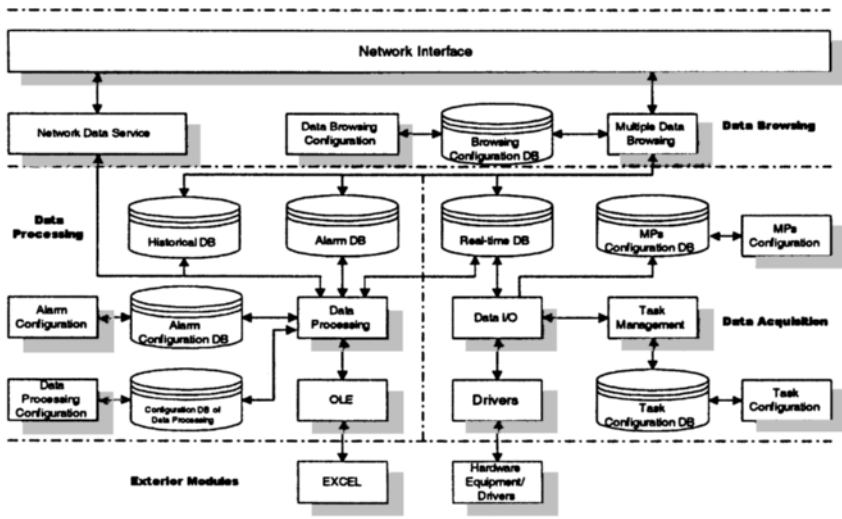 Network Interface
Network Data Service
Data Browsing
Configuration
Browsing
Configuration DB
Multiple Data
Browsing
Data Browsing
Data
Processing
Historical DB
Alarm DB
Real-time DB
MPs
Configuration DB
MPs
Configuration
Alarm
Configuration
Alarm
Configuration DB
Data
Processing
Data I/O
Task
Management
Data Acquisition
Data
Processing
Configuration
Configuration DB of
Data Processing
OLE
Drivers
Task
Configuration DB
Task
Configuration
Exterior Modules
EXCEL
Hardware
Equipment/
Drivers